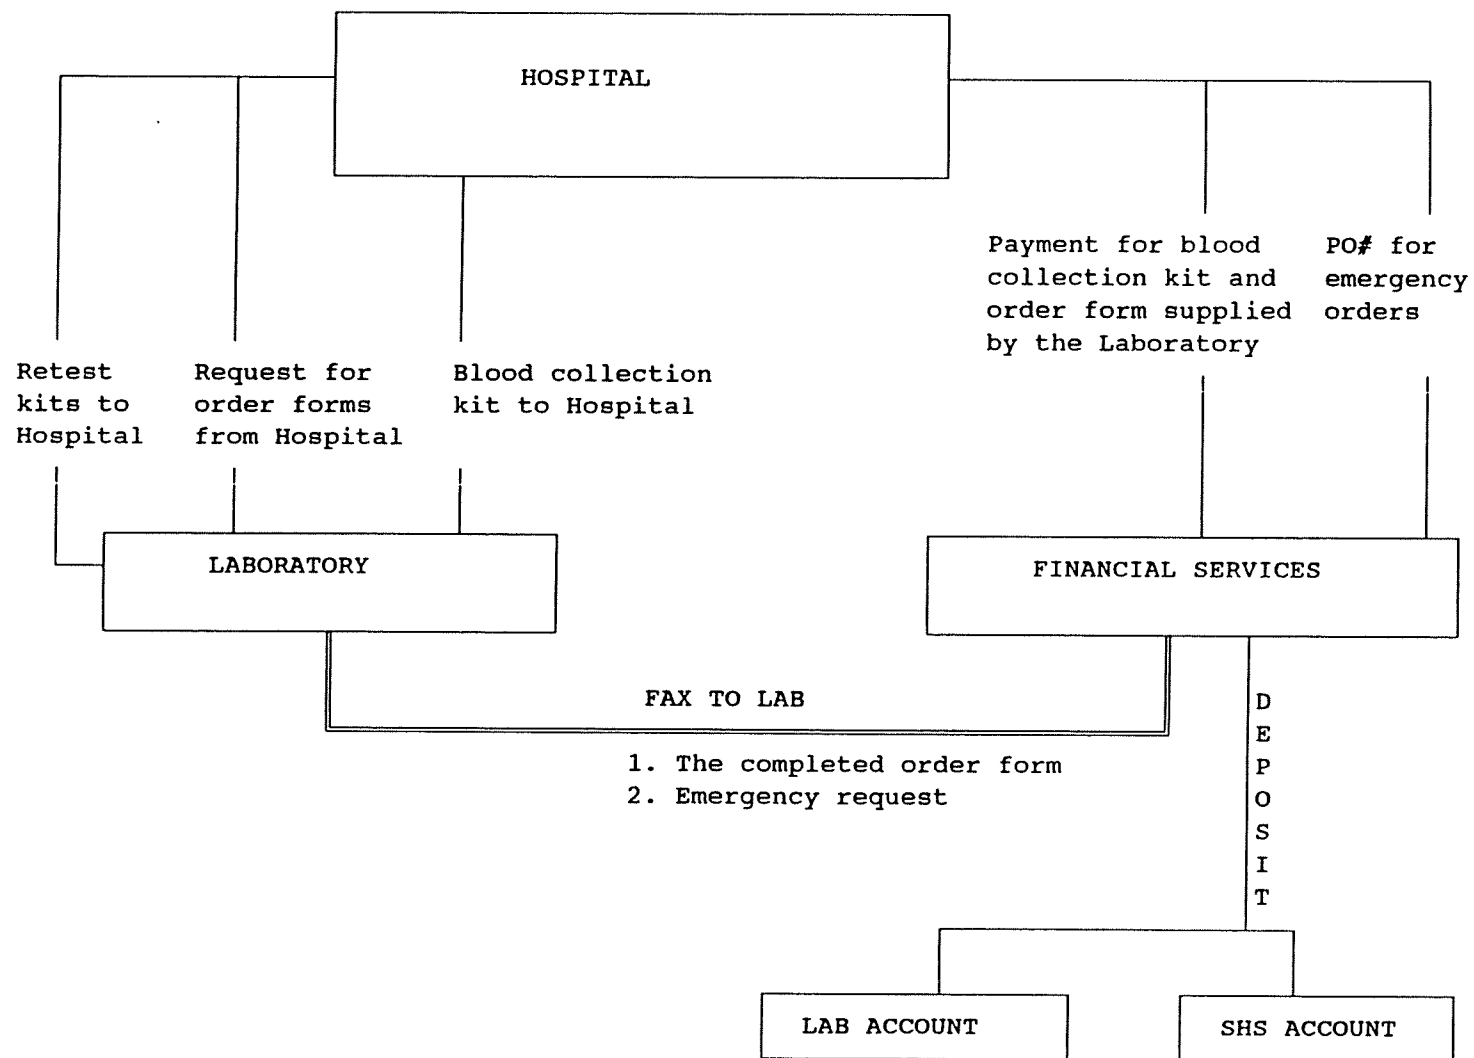 HOSPITAL
Payment for blood
collection kit and
order form supplied
by the Laboratory
PO# for
emergency
orders
Retest
kits to
Hospital
Request for
order forms
from Hospital
Blood collection
kit to Hospital
LABORATORY
FINANCIAL SERVICES
FAX TO LAB
1. The completed order form
2. Emergency request
D
E
P
O
S
I
T
LAB ACCOUNT
SHS ACCOUNT